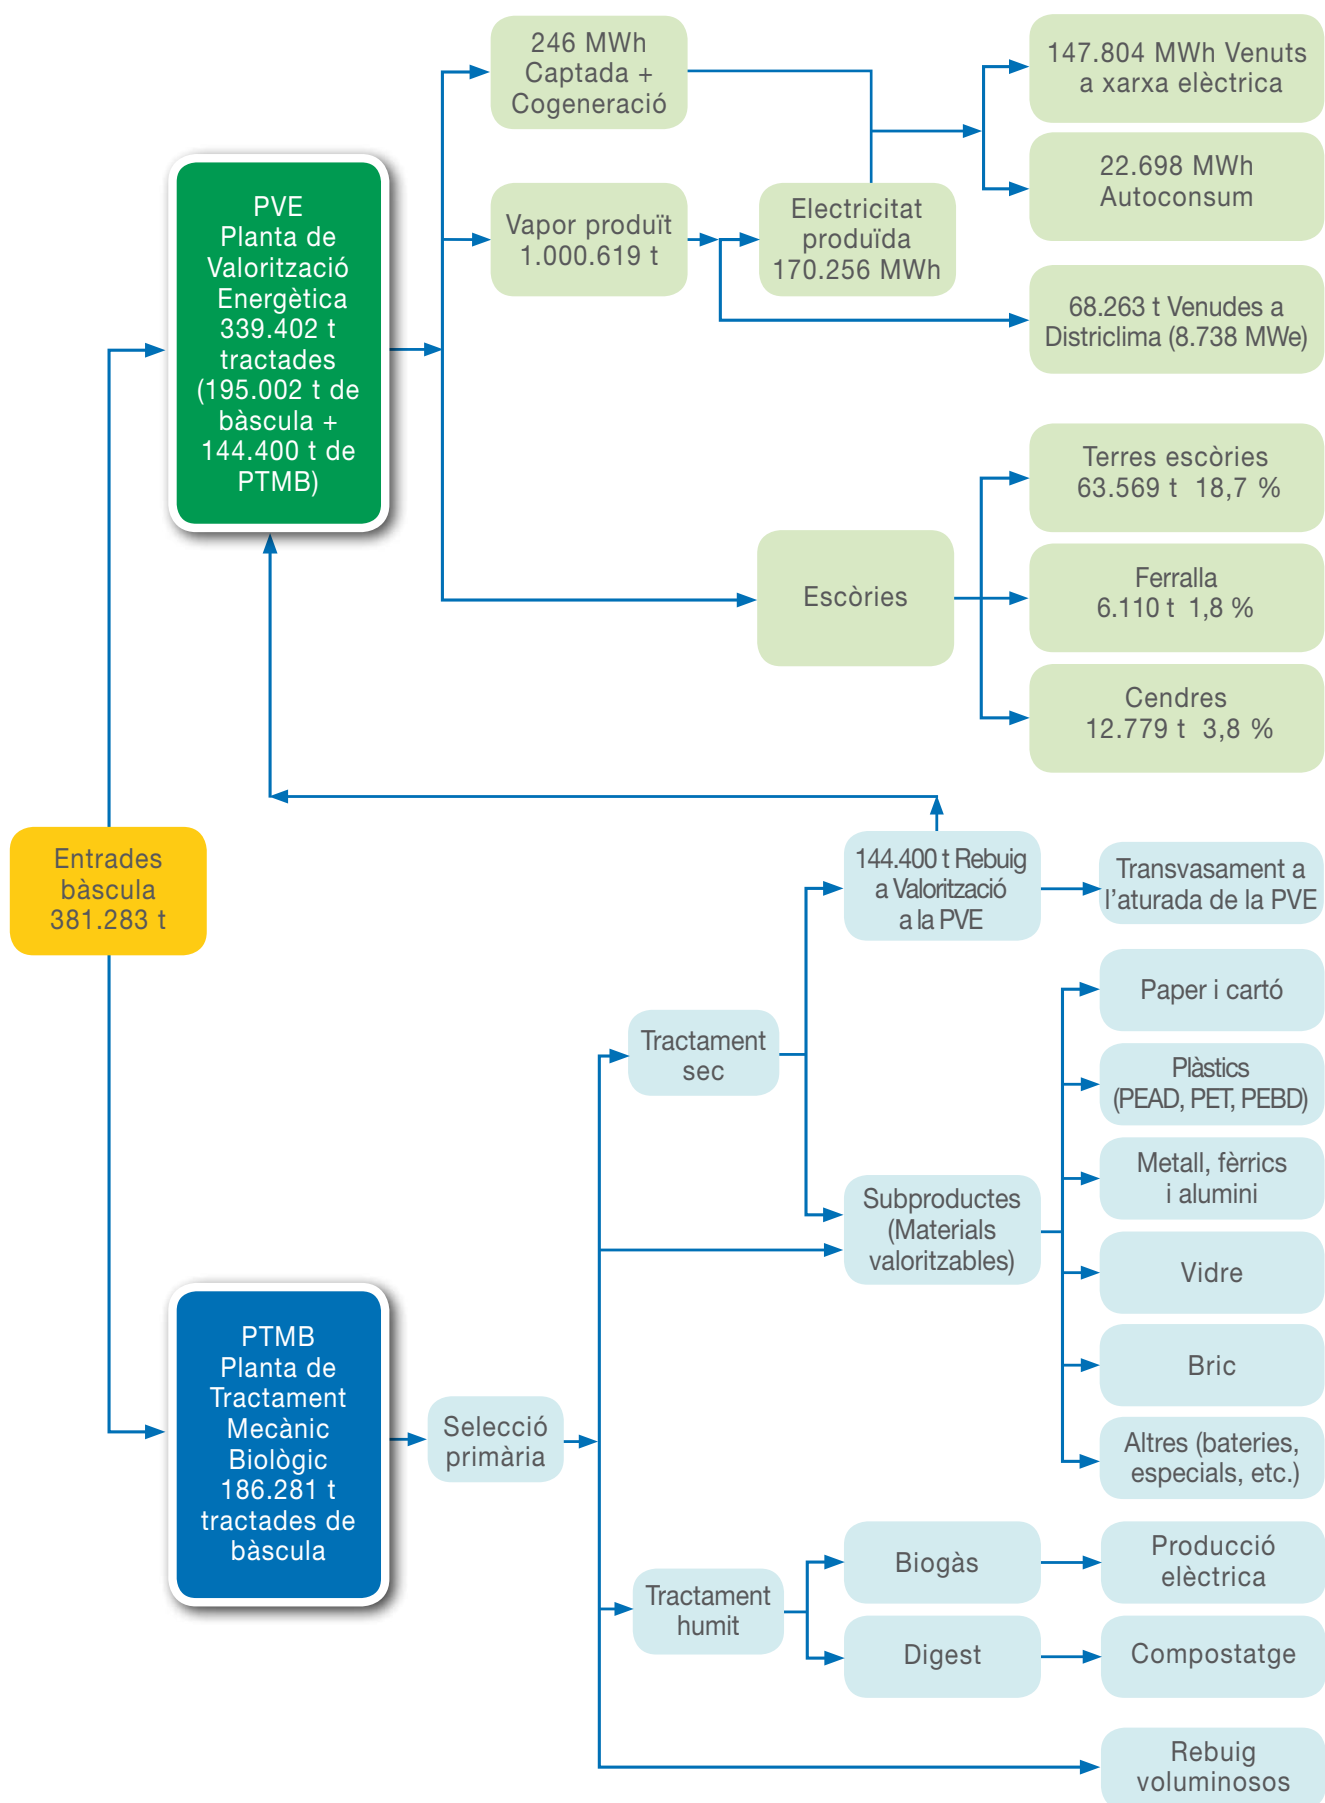 246 MWh
Captada +
Cogeneració
147.804 MWh Venuts
a xarxa elèctrica
22.698 MWh
Autoconsum
PVE
Planta de
Valorització
Energètica
339.402 t
tractades
(195.002 t de
bàscula +
144.400 t de
PTMB)
Vapor produït
1.000.619 t
Electricitat
produïda
170.256 MWh
68.263 t Venudes a
Districlima (8.738 MWe)
Escòries
Terres escòries
63.569 t 18,7 %
Ferralla
6.110 t 1,8 %
Cendres
12.779 t 3,8 %
Entrades
bàscula
381.283 t
144.400 t Rebuig
a Valorització
a la PVE
Transvasament a
l’aturada de la PVE
Tractament
sec
Subproductes
(Materials
valoritzables)
Paper i cartó
Plàstics
(PEAD, PET, PEBD)
Metall, fèrrics
i alumini
Vidre
Bric
Altres (bateries,
especials, etc.)
PTMB
Planta de
Tractament
Mecànic
Biològic
186.281 t
tractades de
bàscula
Selecció
primària
Tractament
humit
Biogàs
Producció
elèctrica
Digest
Compostatge
Rebuig
voluminosos